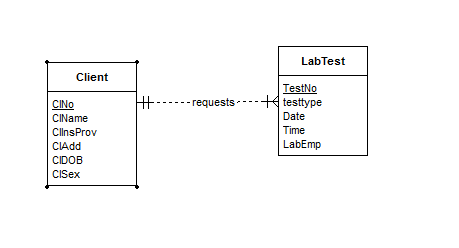 Client
ClNo
ClName
ClInsProv
ClAdd
ClDOB
ClSex
requests
LabTest
TestNo
testtype
Date
Time
LabEmp